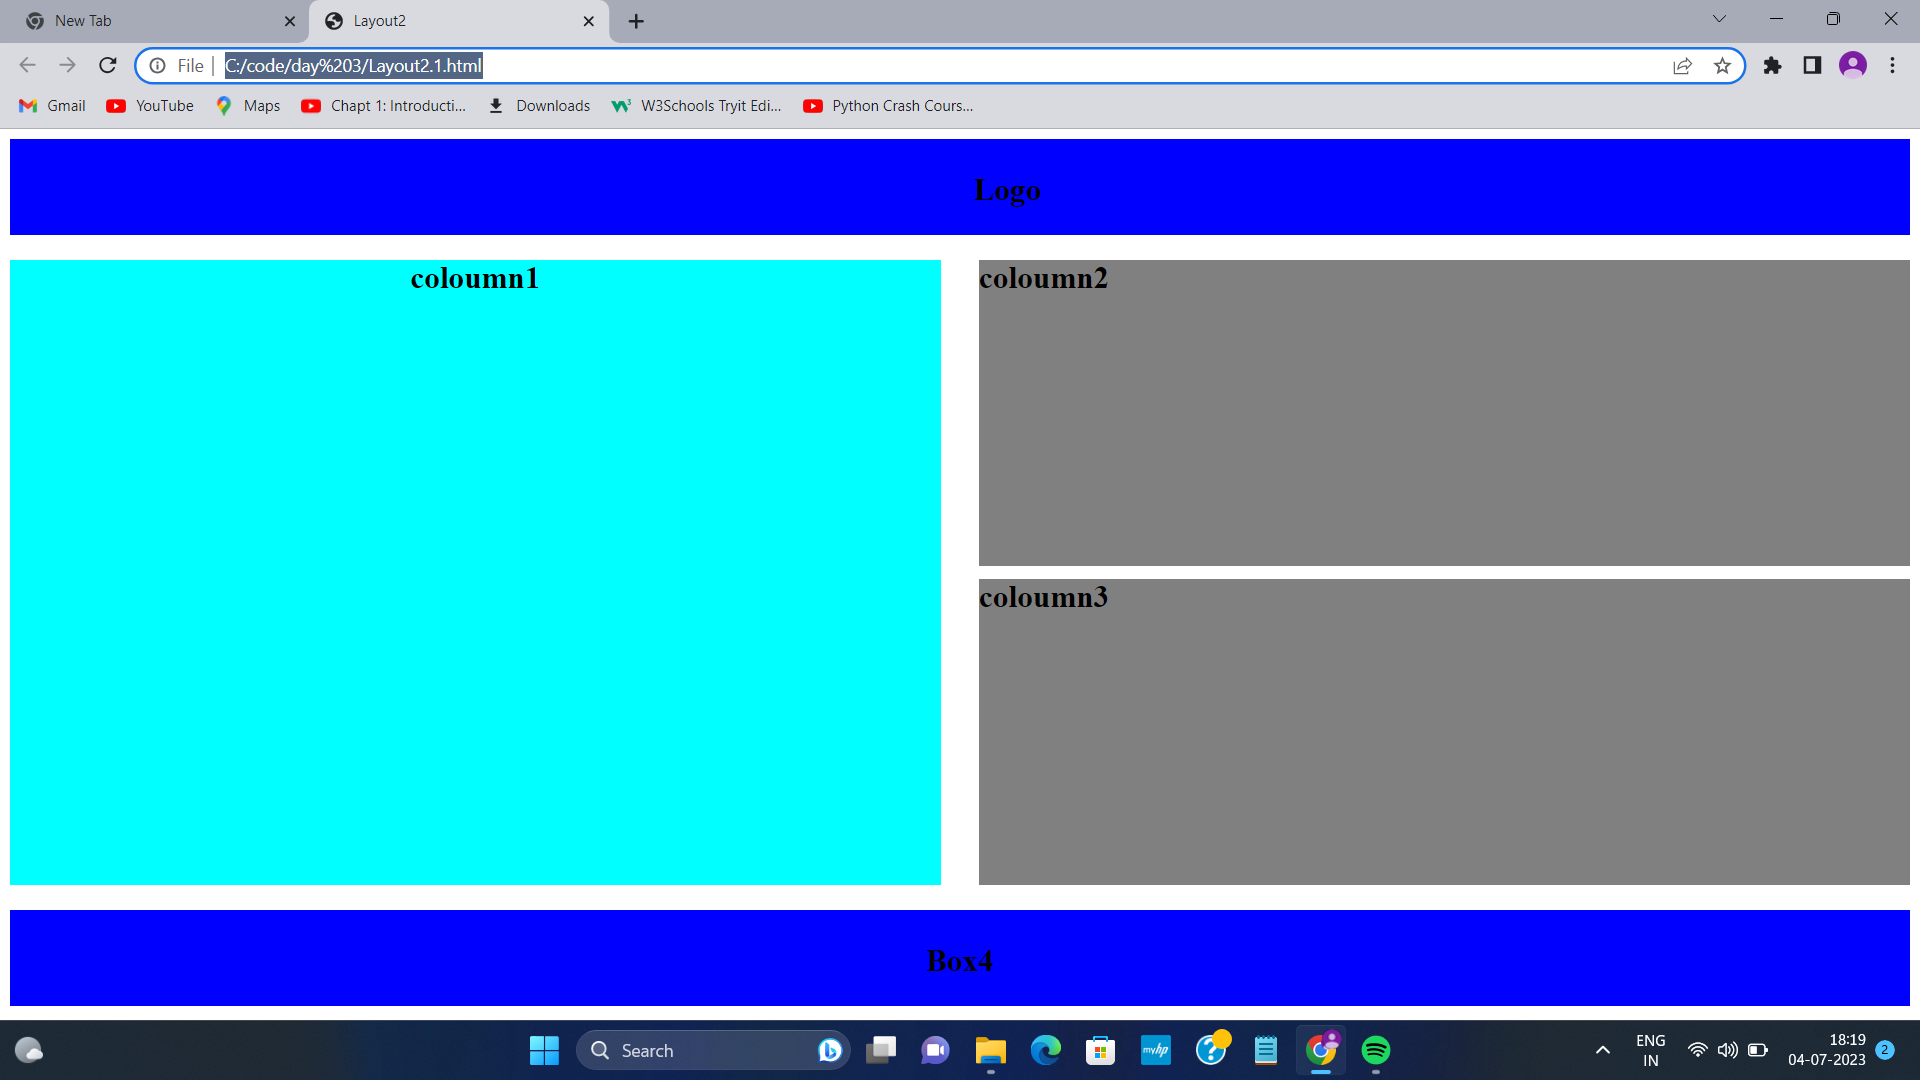 New Tab
Layout2
File
C:/code/day%203/Layout2.1.html
Gmail
YouTube
Maps
Chapt 1: Introducti...
Downloads
W3Schools Tryit Edi...
Python Crash Cours...
Logo
coloumn1
coloumn2
coloumn3
Box4
Search
myhp
ENG
IN
18:19
04-07-2023
2